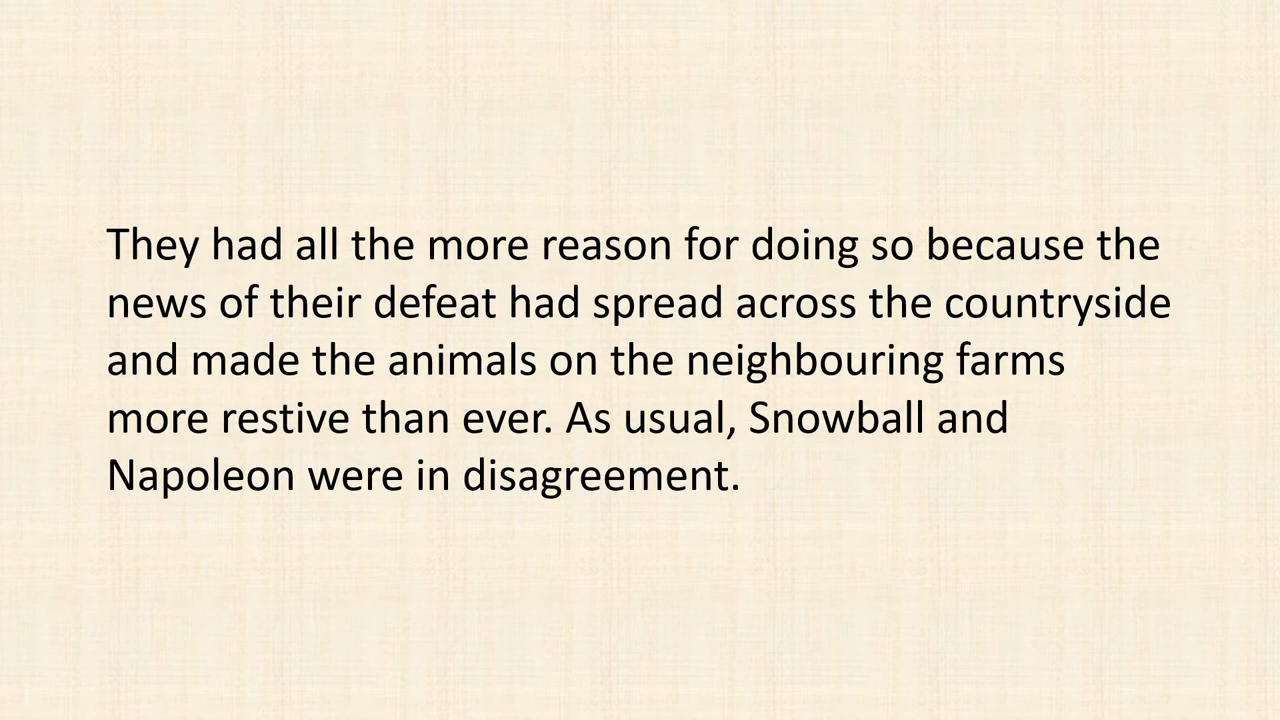 They had all the more reason for doing so because the
news of their defeat had spread across the countryside
and made the animals on the neighbouring farms
more restive than ever. As usual, Snowball and
Napoleon were in disagreement.